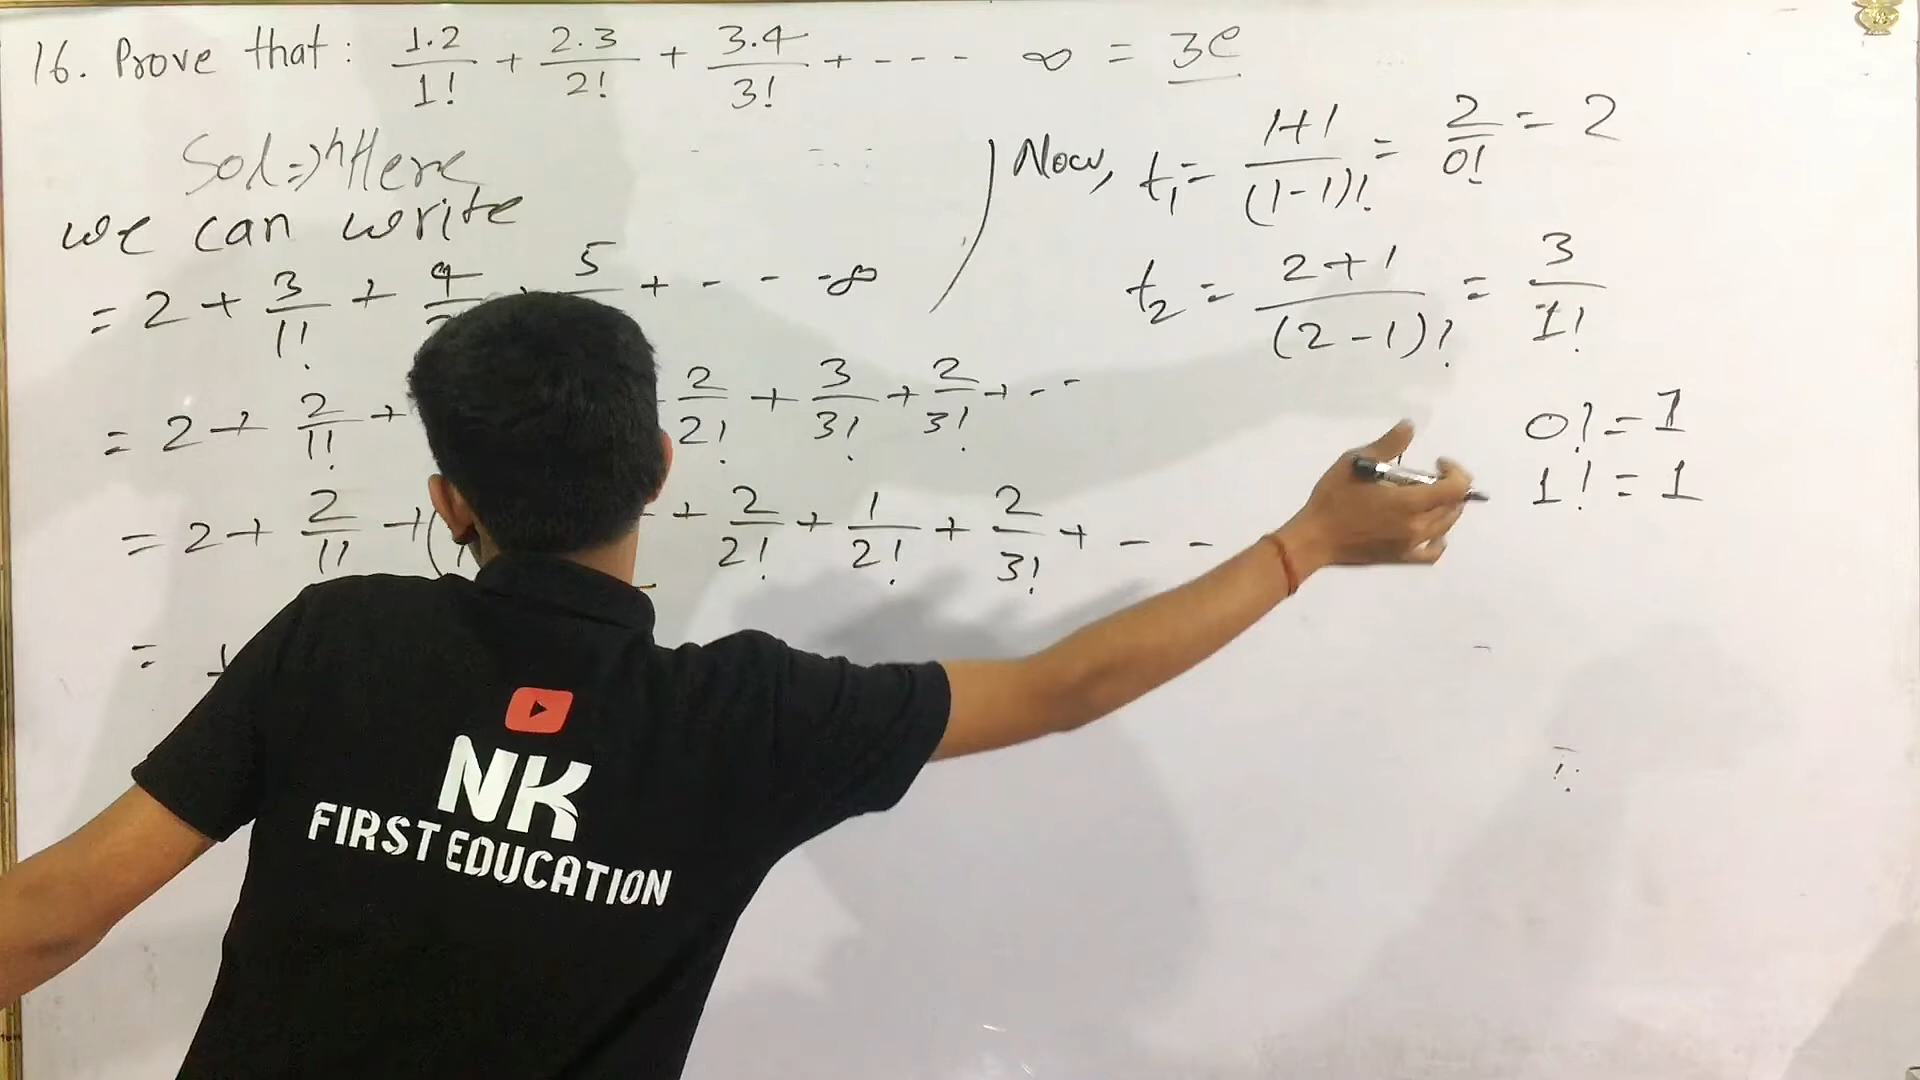 16. Prove that: 1.2/1! + 2.3/2! + 3.4/3! + - - - - ∞ = 3e
Sol=>ⁿ Here
we can write
= 2 + 3/1! + 4/ + 5 + - - - ∞
= 2 + 2/1! + 2/2! + 3/3! + 2/3! + - -
= 2 + 2/1! + ( + 2/2! + 1/2! + 2/3! + - -
= 1
Now, t₁ = 1+1/(1-1)! = 2/0! = 2
t₂ = 2+1/(2-1)! = 3/1!
0! = 1
1! = 1
NK
FIRST EDUCATION